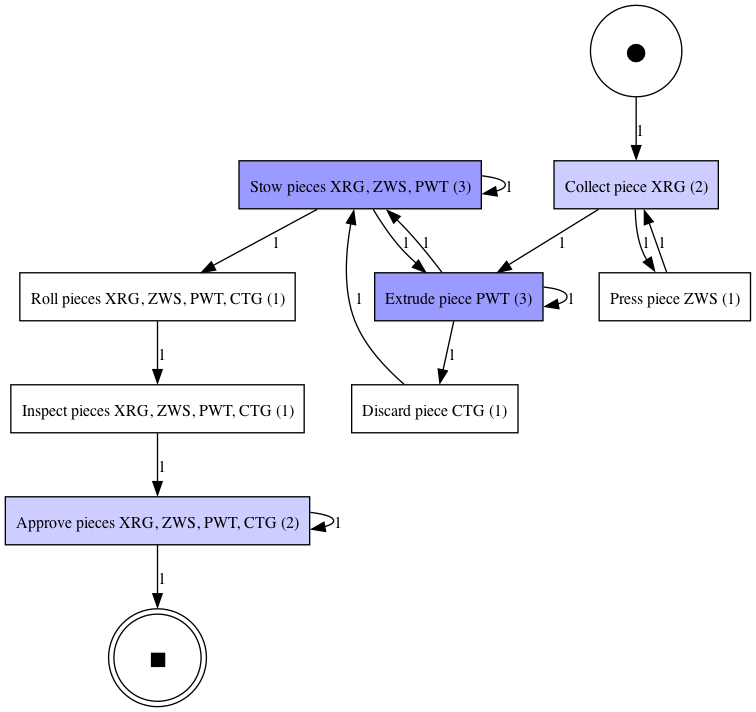 1
Stow pieces XRG, ZWS, PWT (3)
1
Collect piece XRG (2)
1
1
1
1
1
1
Roll pieces XRG, ZWS, PWT, CTG (1)
1
Extrude piece PWT (3)
1
Press piece ZWS (1)
1
1
Inspect pieces XRG, ZWS, PWT, CTG (1)
Discard piece CTG (1)
1
Approve pieces XRG, ZWS, PWT, CTG (2)
1
1